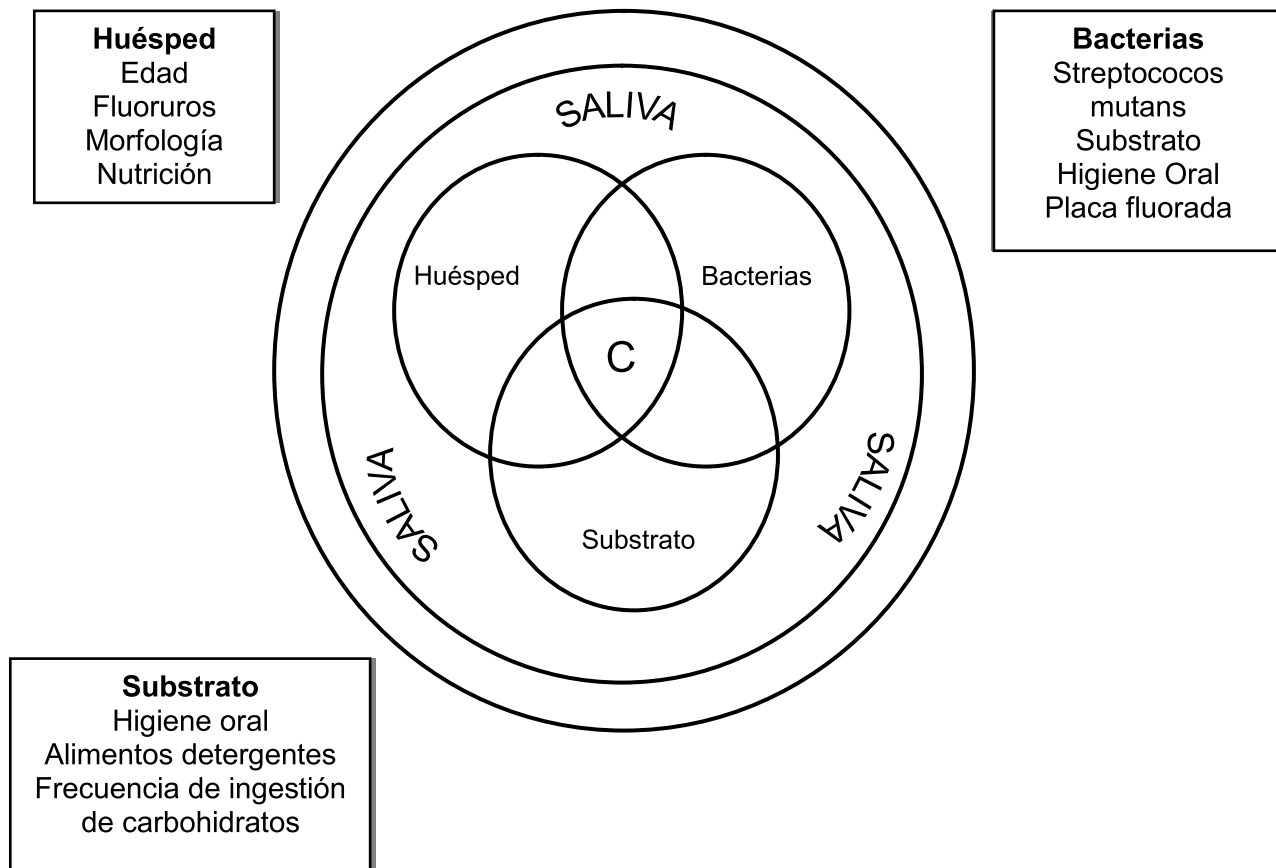 Huésped
Edad
Fluoruros
Morfología
Nutrición
Bacterias
Streptococos
mutans
Substrato
Higiene Oral
Placa fluorada
SALIVA
Huésped
Bacterias
C
SALIVA
SALIVA
Substrato
Substrato
Higiene oral
Alimentos detergentes
Frecuencia de ingestión
de carbohidratos